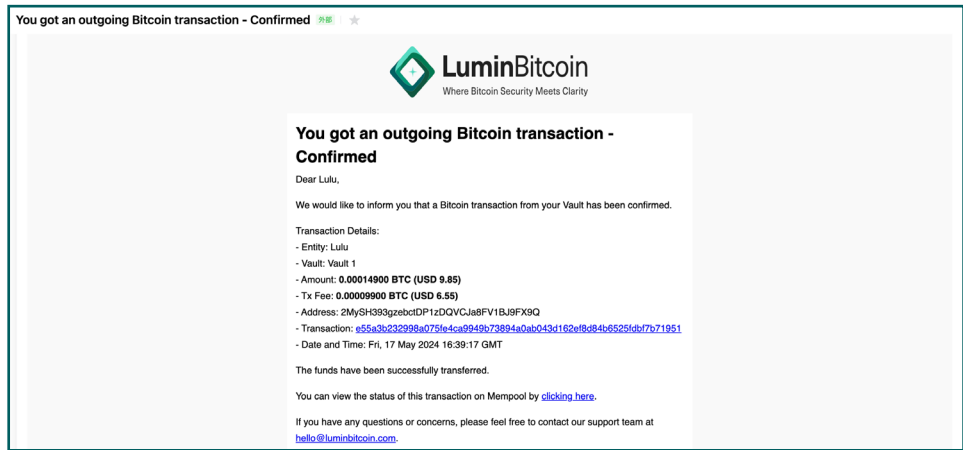 You got an outgoing Bitcoin transaction - Confirmed 外部
LuminBitcoin
Where Bitcoin Security Meets Clarity
You got an outgoing Bitcoin transaction -
Confirmed
Dear Lulu,
We would like to inform you that a Bitcoin transaction from your Vault has been confirmed.
Transaction Details:
- Entity: Lulu
- Vault: Vault 1
- Amount: 0.00014900 BTC (USD 9.85)
- Tx Fee: 0.00009900 BTC (USD 6.55)
- Address: 2MySH393gzebctDP1zDQVCJa8FV1BJ9FX9Q
- Transaction: e55a3b232998a075fe4ca9949b73894a0ab043d162ef8d84b6525fdbf7b71951
- Date and Time: Fri, 17 May 2024 16:39:17 GMT
The funds have been successfully transferred.
You can view the status of this transaction on Mempool by clicking here.
If you have any questions or concerns, please feel free to contact our support team at
hello@luminbitcoin.com.